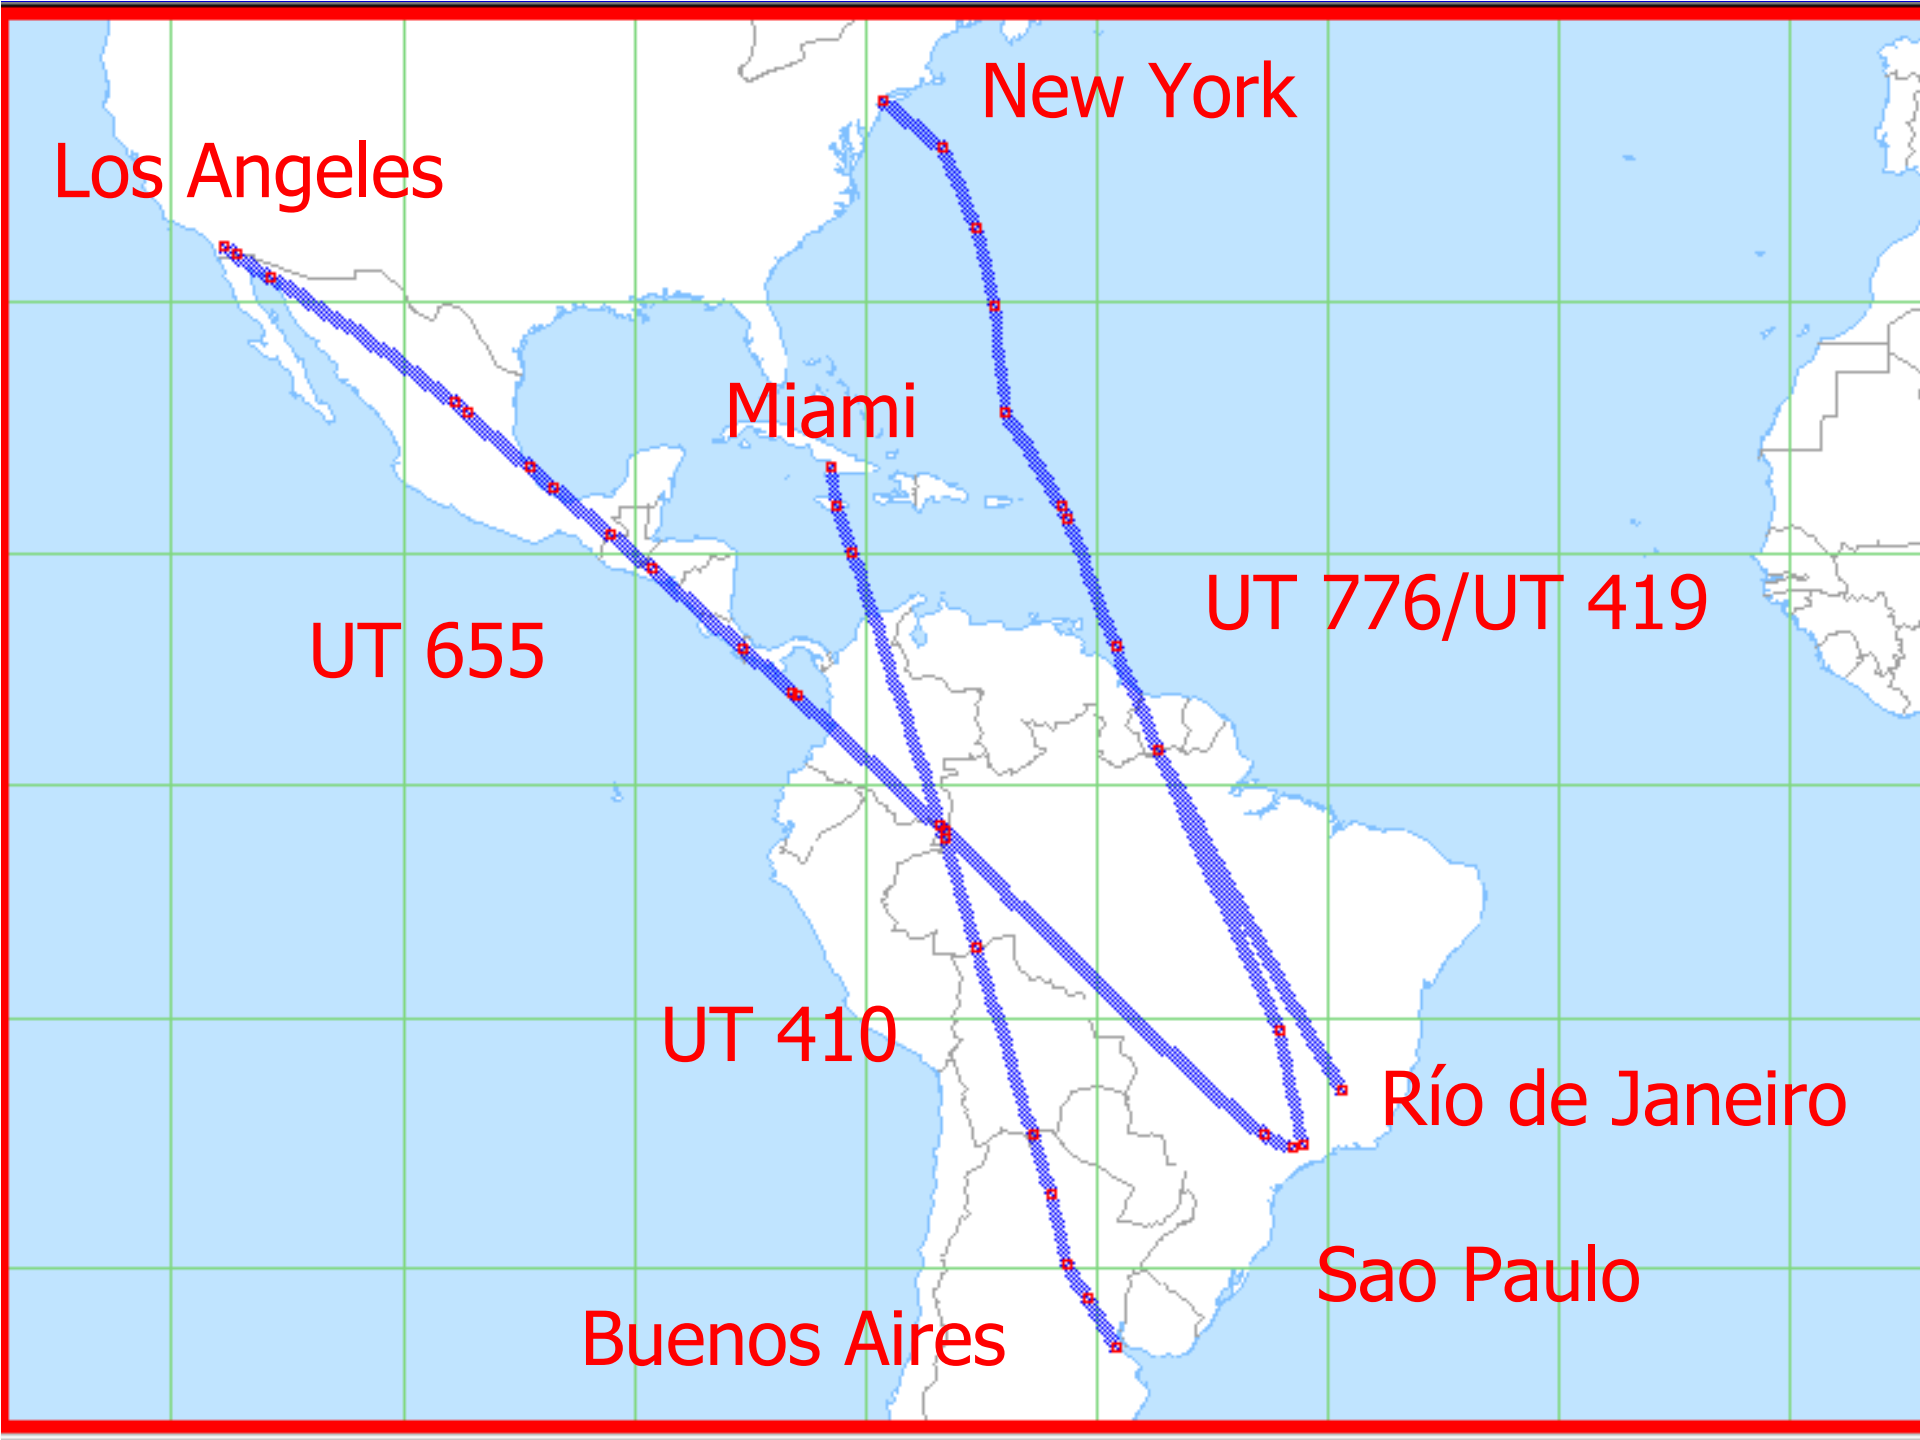 New York
Los Angeles
Miami
UT 776/UT 419
UT 655
UT 410
Río de Janeiro
Sao Paulo
Buenos Aires